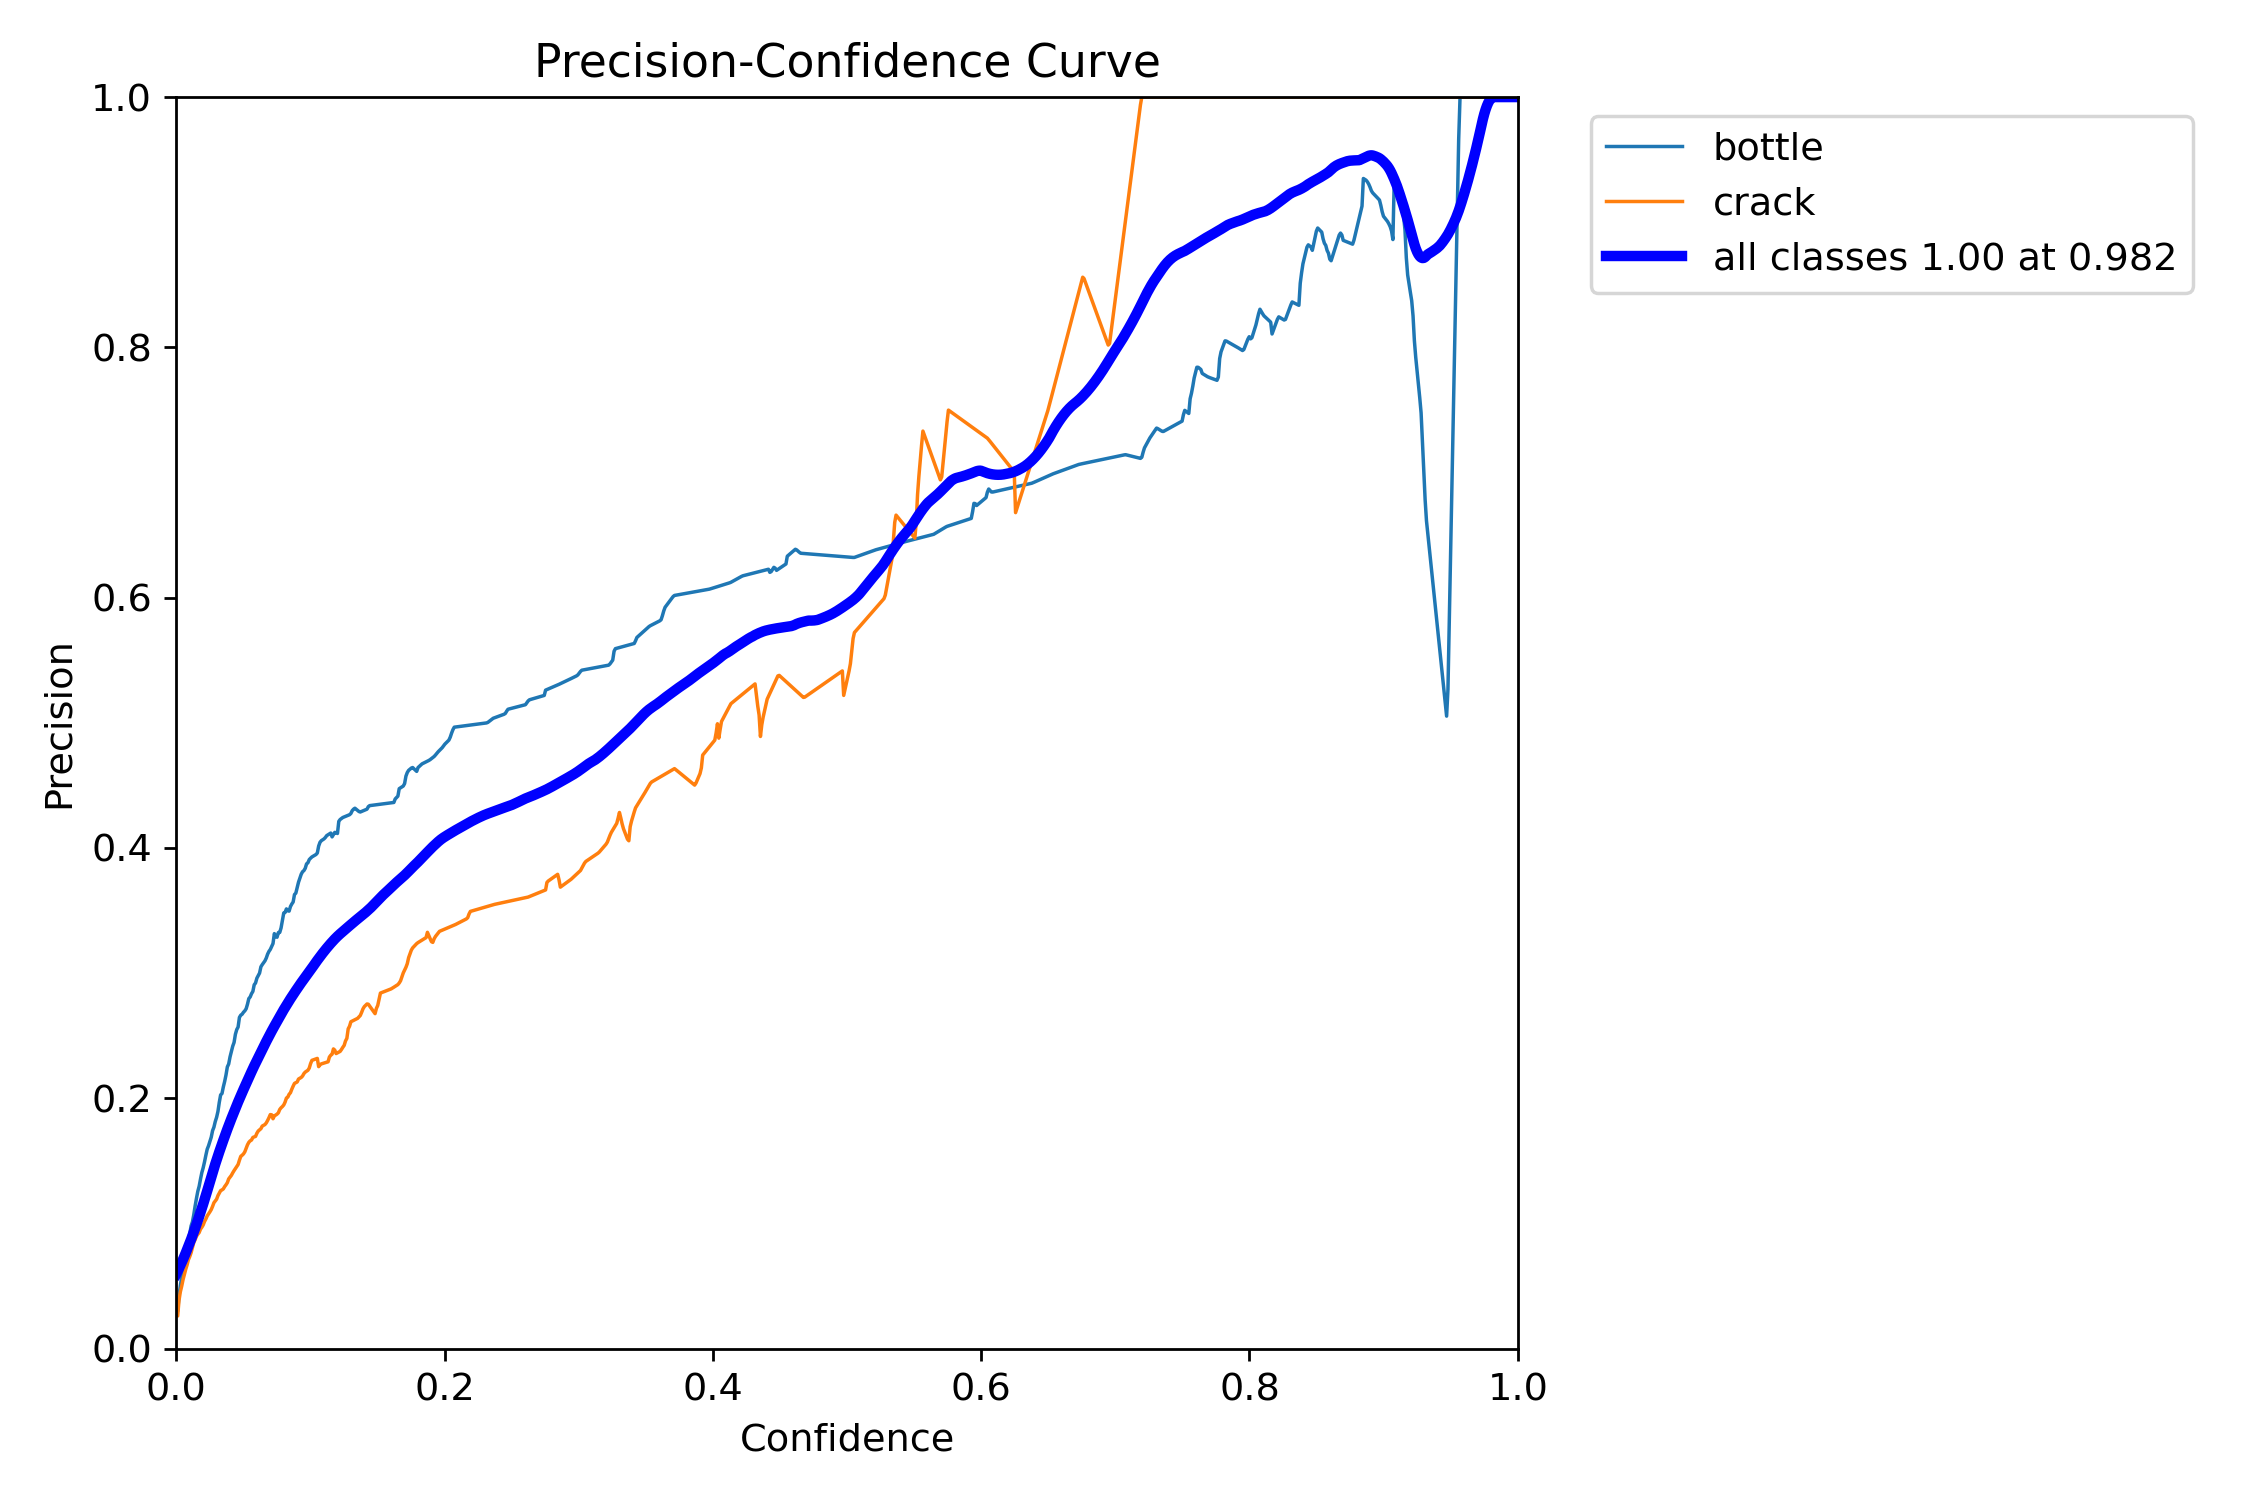 Precision-Confidence Curve
1.0
0.8
0.6
0.4
0.2
0.0
Precision
0.0 0.2 0.4 0.6 0.8 1.0
Confidence
bottle
crack
all classes 1.00 at 0.982